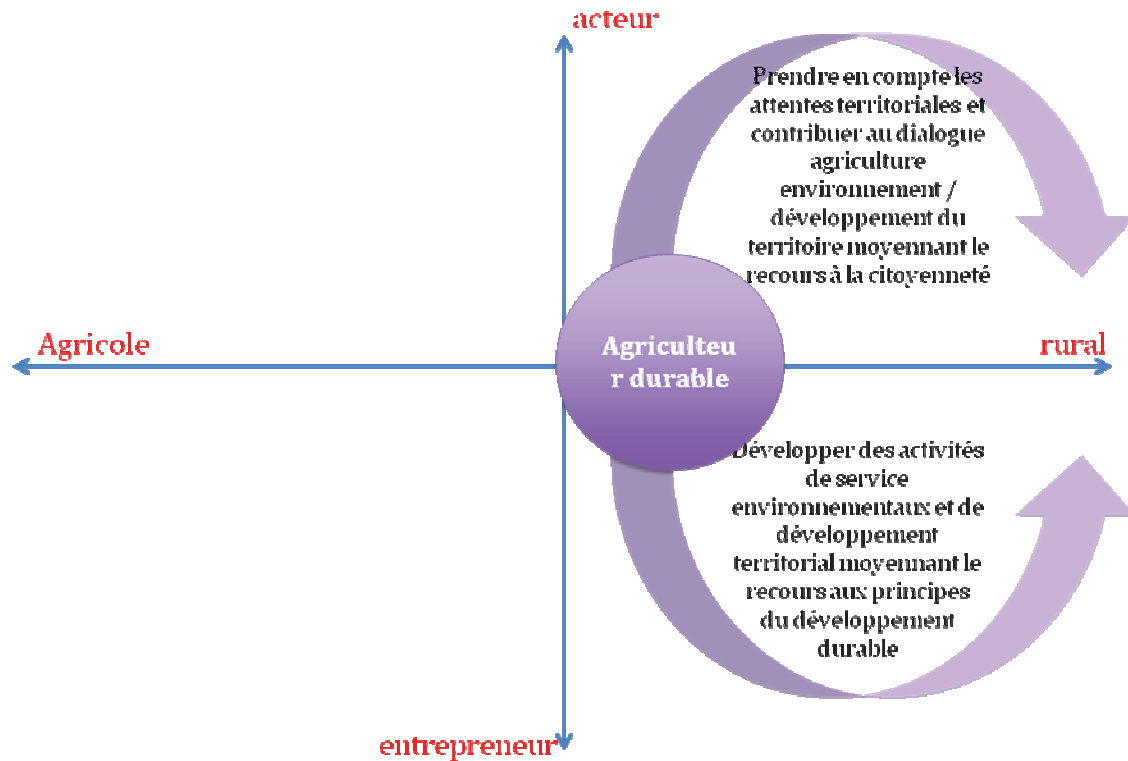 acteur
Prendre en compte les
attentes territoriales et
contribuer au dialogue
agriculture
environnement /
développement du
territoire moyennant le
recours à la citoyenneté
Agricole
rural
Agriculteu
r durable
Développer des activités
de service
environnementaux et de
développement
territorial moyennant le
recours aux principes
du développement
durable
entrepreneur